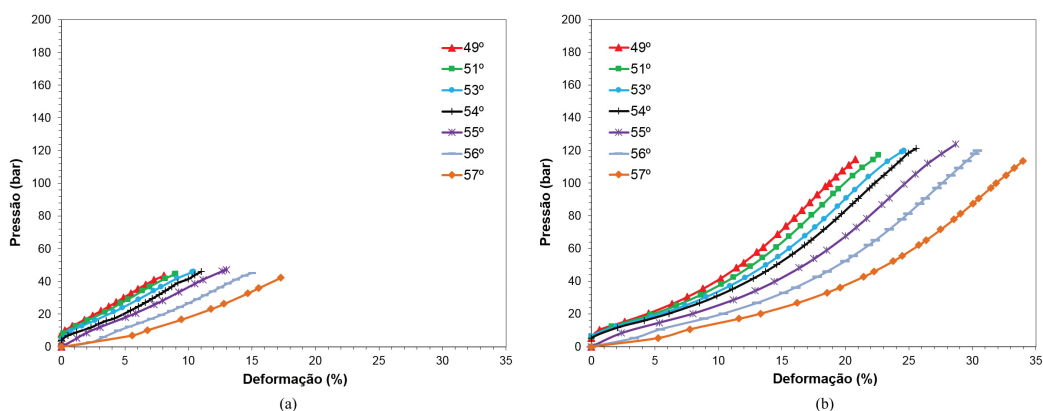 200
180
160
140
120
100
80
60
40
20
0
Pressão (bar)
49º
51º
53º
54º
55º
56º
57º
0 5 10 15 20 25 30 35
Deformação (%)
(a)
200
180
160
140
120
100
80
60
40
20
0
Pressão (bar)
49º
51º
53º
54º
55º
56º
57º
0 5 10 15 20 25 30 35
Deformação (%)
(b)